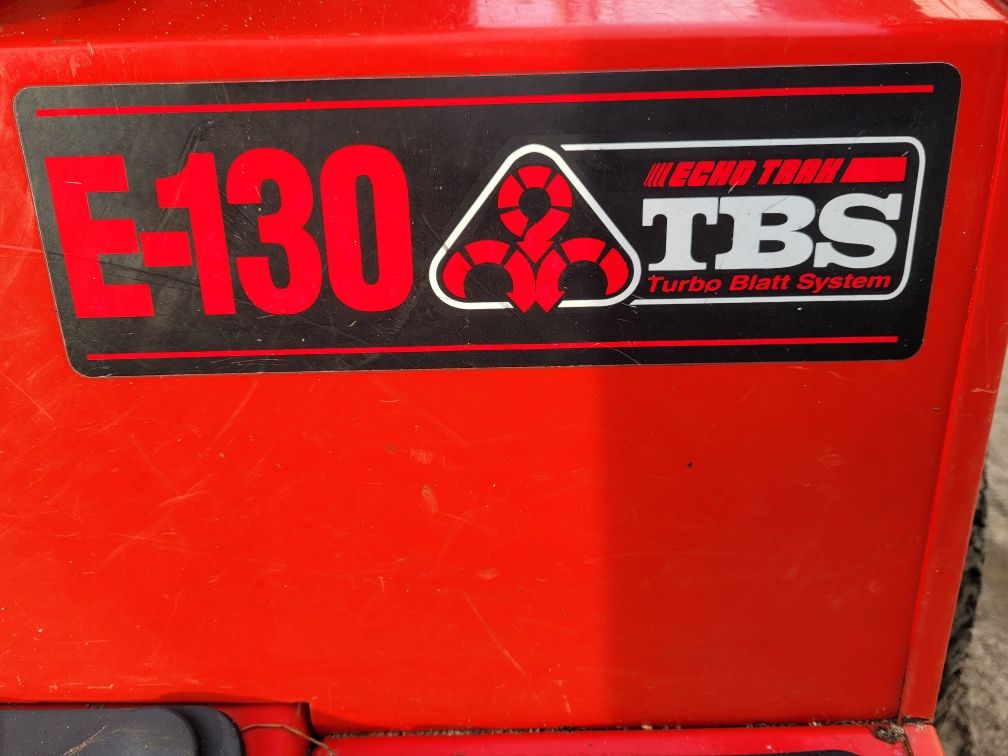 E-130
ECHO TRAK
TBS
Turbo Blatt System